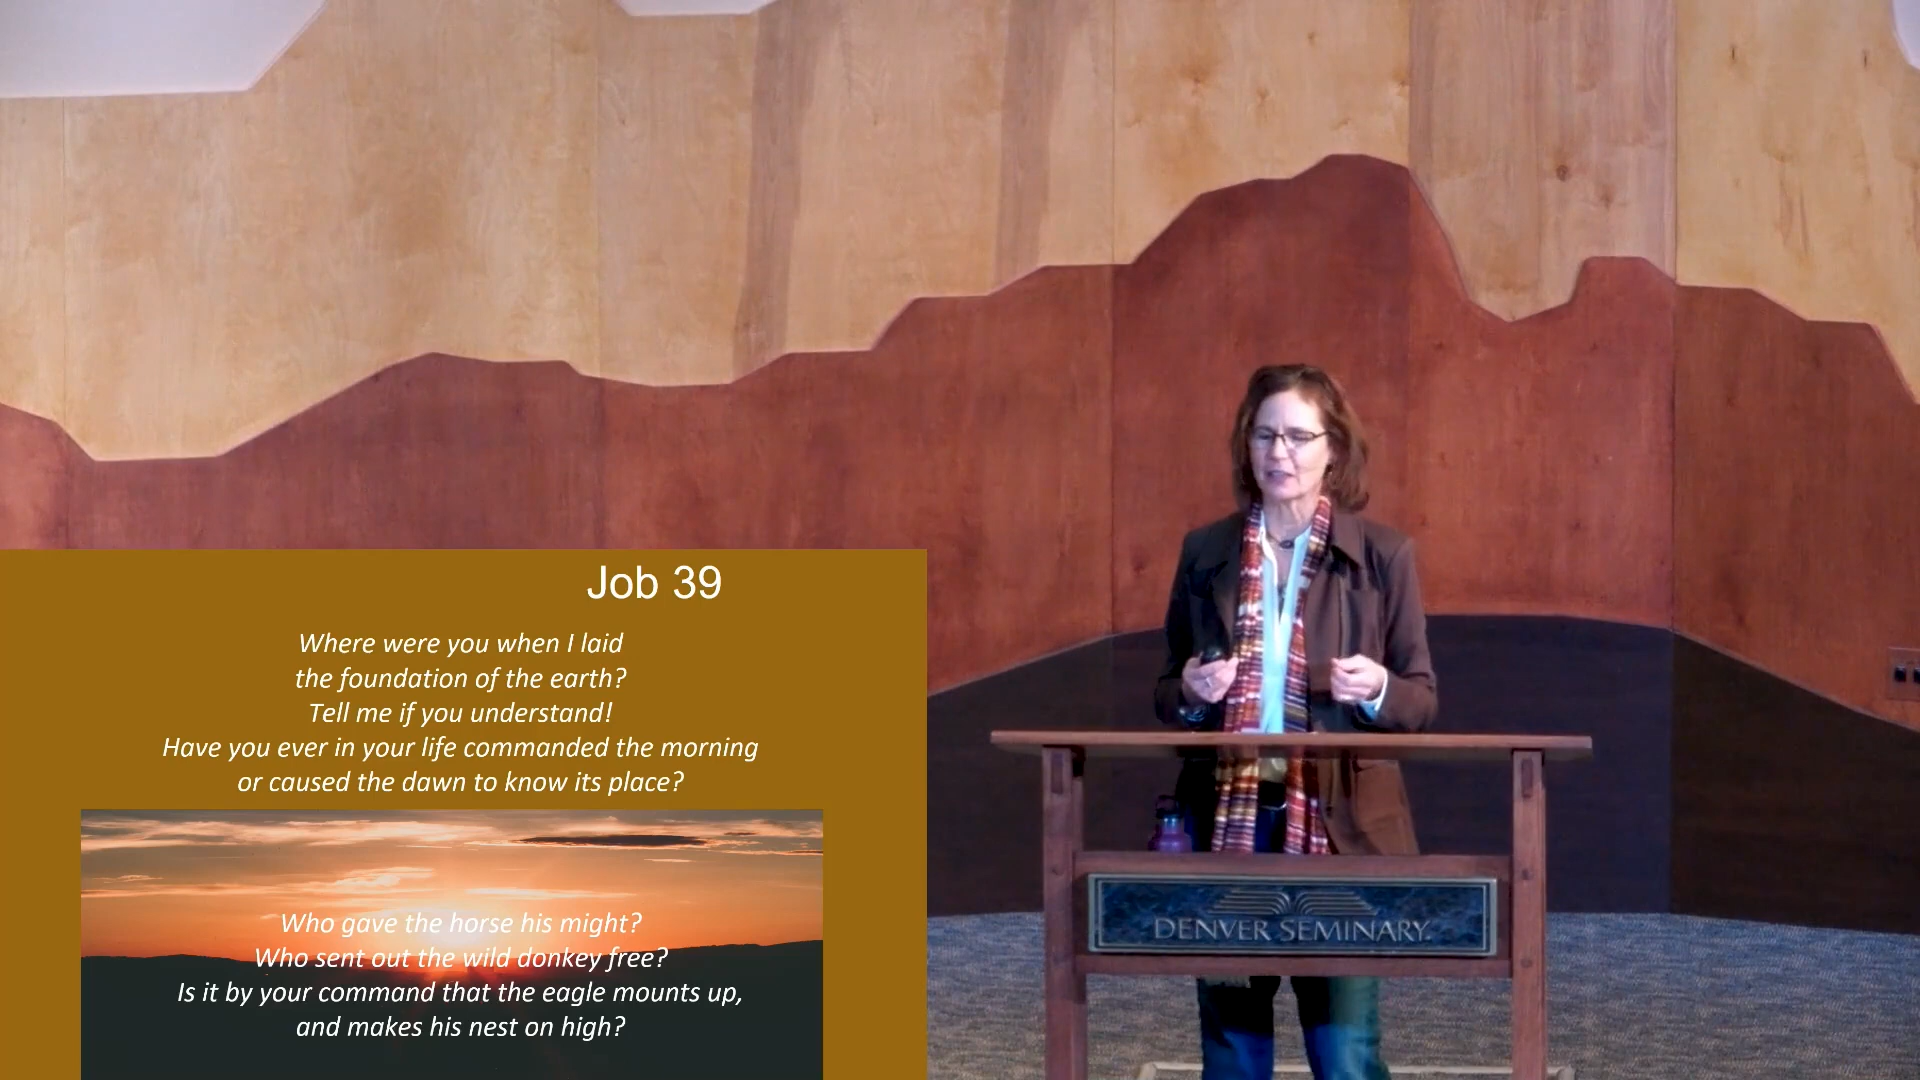 Job 39
Where were you when I laid
the foundation of the earth?
Tell me if you understand!
Have you ever in your life commanded the morning
or caused the dawn to know its place?
Who gave the horse his might?
Who sent out the wild donkey free?
Is it by your command that the eagle mounts up,
and makes his nest on high?
DENVER SEMINARY.